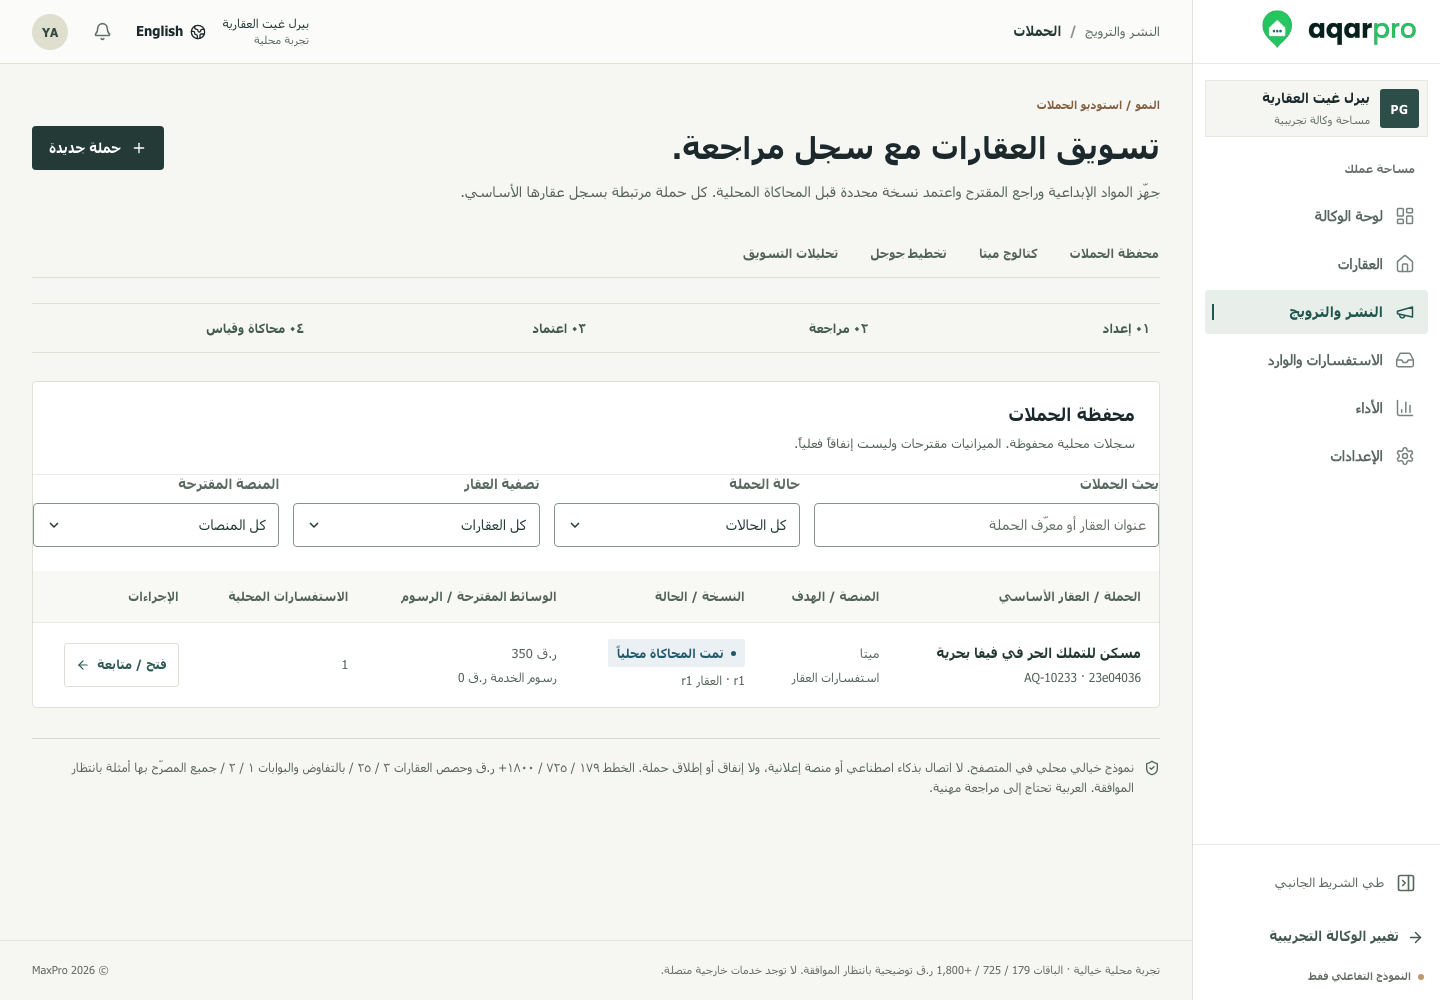 aqarpro
PG
بيرل غيت العقارية
مساحة وكالة تجريبية
مساحة عملك
لوحة الوكالة
العقارات
النشر والترويج
الاستفسارات والوارد
الأداء
الإعدادات
طي الشريط الجانبي
تغيير الوكالة التجريبية
النموذج التفاعلي فقط
النشر والترويج / الحملات
بيرل غيت العقارية
تجربة محلية
English
YA
النمو / استوديو الحملات
تسويق العقارات مع سجل مراجعة.
حملة جديدة
جهّز المواد الإبداعية وراجع المقترح واعتمد نسخة محددة قبل المحاكاة المحلية. كل حملة مرتبطة بسجل عقارها الأساسي.
محفظة الحملات
كتالوج ميتا
تخطيط جوجل
تحليلات التسويق
٠١ إعداد
٠٢ مراجعة
٠٣ اعتماد
٠٤ محاكاة وقياس
محفظة الحملات
سجلات محلية محفوظة. الميزانيات مقترحات وليست إنفاقاً فعلياً.
بحث الحملات
حالة الحملة
تصفية العقار
المنصة المقترحة
عنوان العقار أو معرّف الحملة
كل الحالات
كل العقارات
كل المنصات
الحملة / العقار الأساسي
المنصة / الهدف
النسخة / الحالة
الوسائط المقترحة / الرسوم
الاستفسارات المحلية
الإجراءات
مسكن للتملك الحر في فيفا بحرية
AQ-10233 · 23e04036
ميتا
استفسارات العقار
تمت المحاكاة محلياً
r1 · العقار r1
ر.ق 350
رسوم الخدمة ر.ق 0
1
فتح / متابعة
نموذج خيالي محلي في المتصفح. لا اتصال بذكاء اصطناعي أو منصة إعلانية، ولا إنفاق أو إطلاق حملة. الخطط ١٧٩ / ٧٢٥ / ١٨٠٠+ ر.ق وحصص العقارات ٣ / ٢٥ / بالتفاوض والبوابات ١ / ٢ / جميع المصرّح بها أمثلة بانتظار
الموافقة. العربية تحتاج إلى مراجعة مهنية.
تجربة محلية خيالية · الباقات 179 / 725 / 1,800+ ر.ق توضيحية بانتظار الموافقة. لا توجد خدمات خارجية متصلة.
© 2026 MaxPro